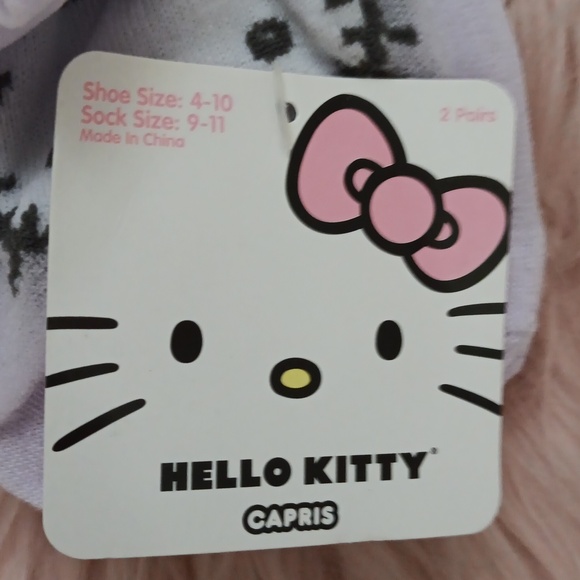 Shoe Size: 4-10
Sock Size: 9-11
Made in China
2 Pairs
HELLO KITTY®
CAPRIS